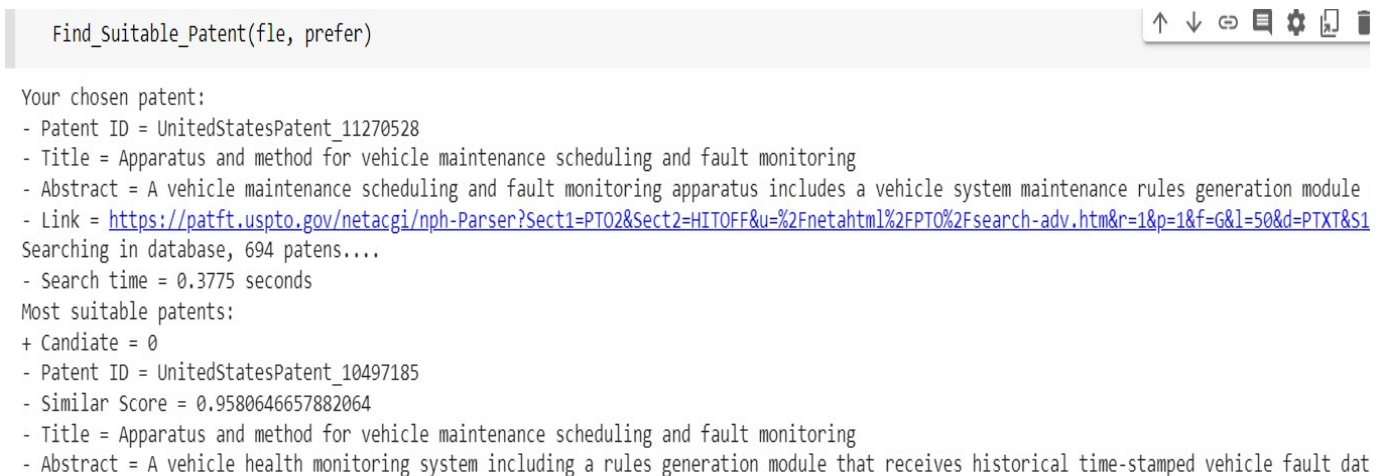 Find_Suitable_Patent(fle, prefer)
Your chosen patent:
- Patent ID = UnitedStatesPatent_11270528
- Title = Apparatus and method for vehicle maintenance scheduling and fault monitoring
- Abstract = A vehicle maintenance scheduling and fault monitoring apparatus includes a vehicle system maintenance rules generation module
- Link = https://patft.uspto.gov/netacgi/nph-Parser?Sect1=PTO2&Sect2=HITOFF&u=%2Fnetahtml%2FPTO%2Fsearch-adv.htm&r=1&p=1&f=G&l=50&d=PTXT&S1
Searching in database, 694 patens....
- Search time = 0.3775 seconds
Most suitable patents:
+ Candiate = 0
- Patent ID = UnitedStatesPatent_10497185
- Similar Score = 0.9580646657882064
- Title = Apparatus and method for vehicle maintenance scheduling and fault monitoring
- Abstract = A vehicle health monitoring system including a rules generation module that receives historical time-stamped vehicle fault dat